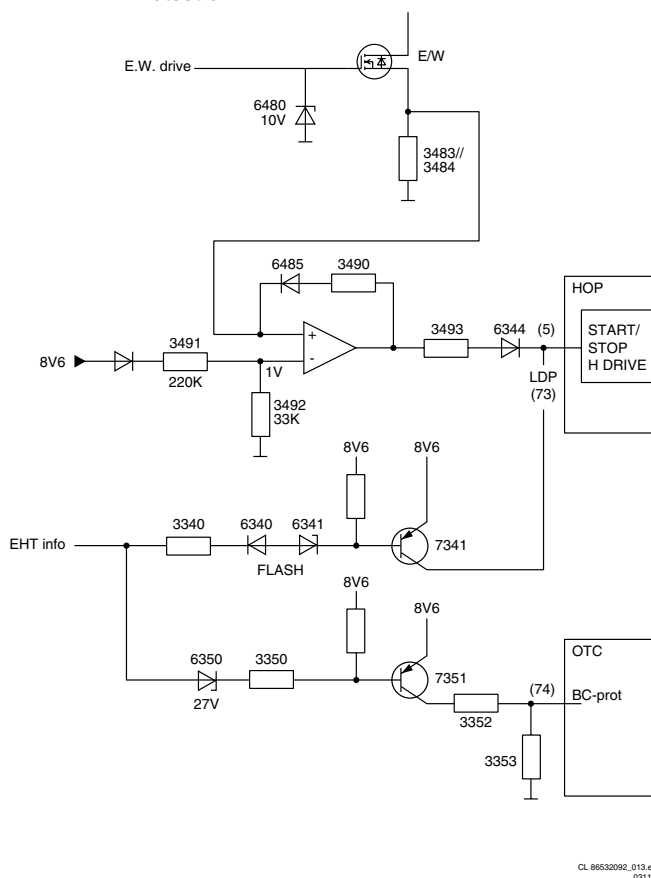 E/W
E.W. drive
6480
10V
3483//
3484
6485
3490
HOP
3491
3493
6344
(5)
START/
STOP
H DRIVE
8V6
+
-
220K
1V
LDP
(73)
3492
33K
8V6
8V6
EHT info
3340
6340
6341
7341
FLASH
8V6
8V6
6350
3350
7351
OTC
27V
(74)
BC-prot
3352
3353
CL 86532092_013.e
0311